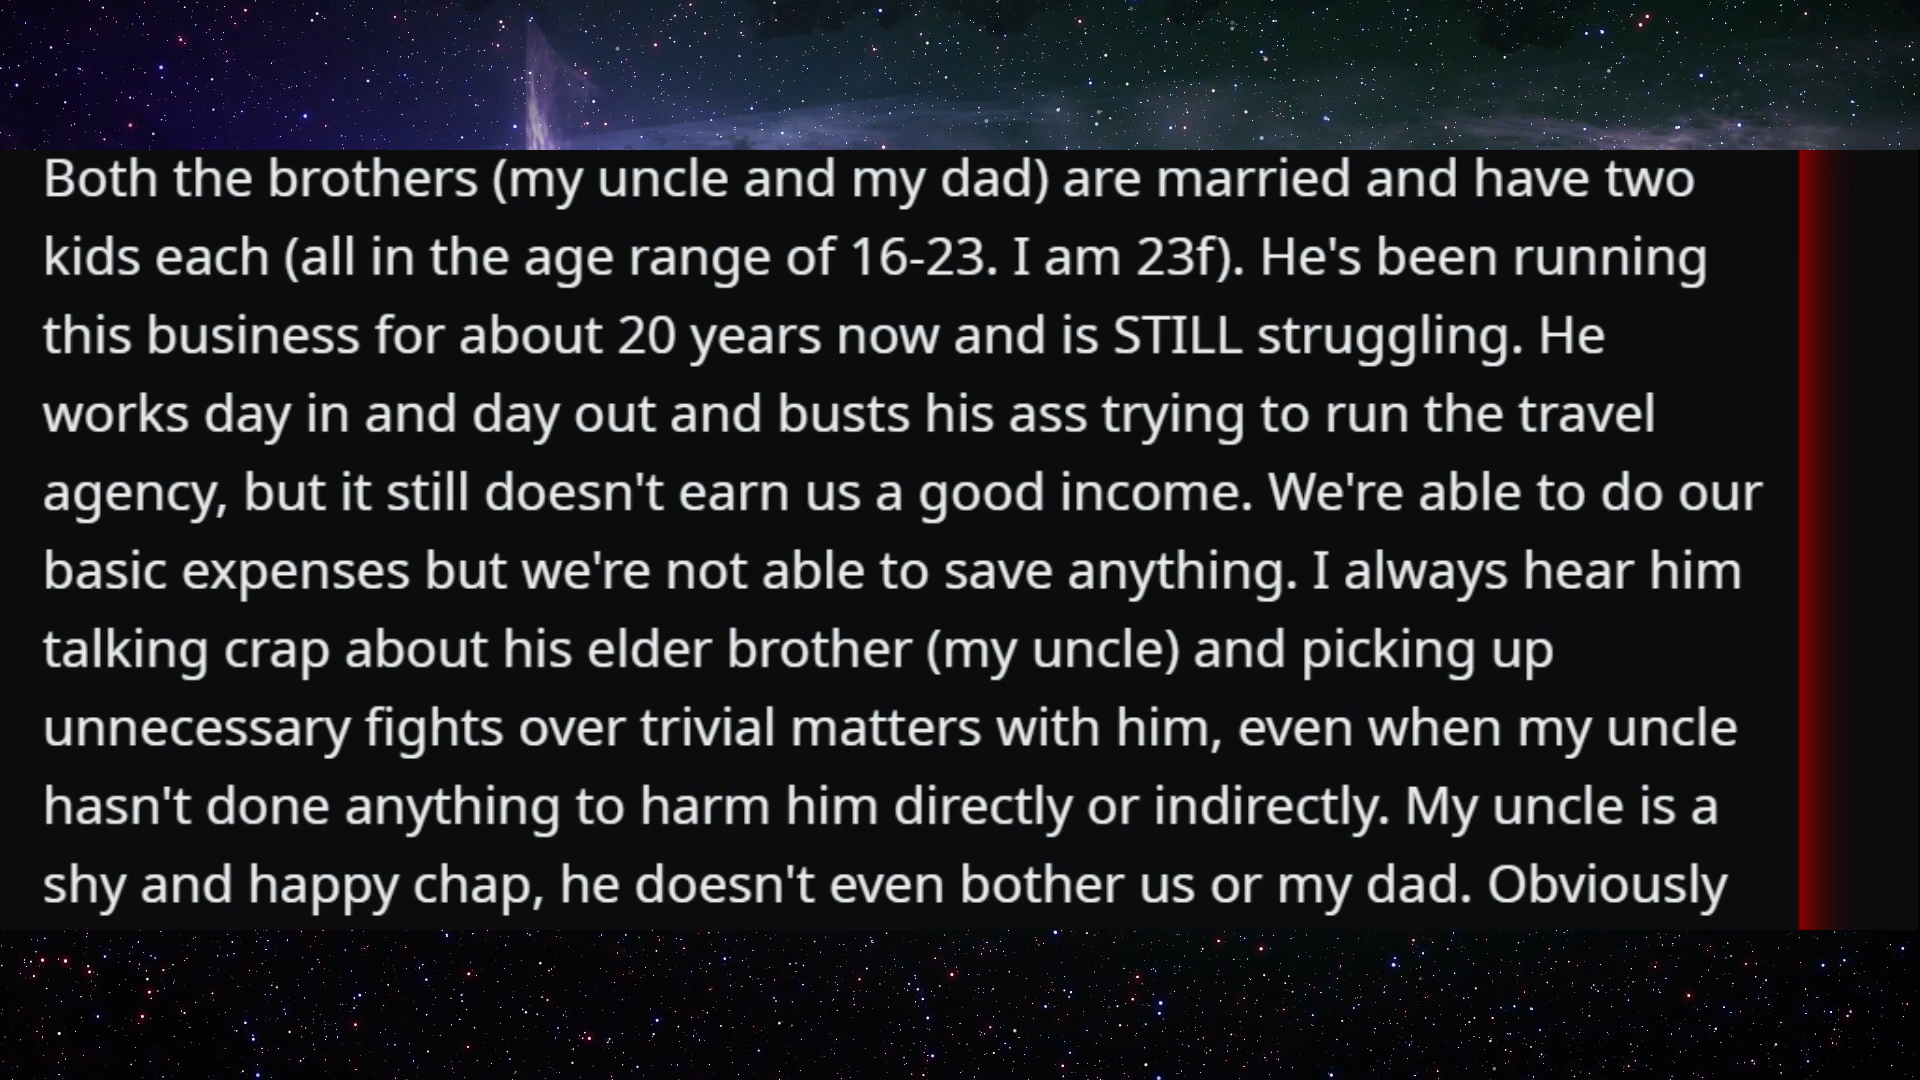 Both the brothers (my uncle and my dad) are married and have two
kids each (all in the age range of 16-23. I am 23f). He's been running
this business for about 20 years now and is STILL struggling. He
works day in and day out and busts his ass trying to run the travel
agency, but it still doesn't earn us a good income. We're able to do our
basic expenses but we're not able to save anything. I always hear him
talking crap about his elder brother (my uncle) and picking up
unnecessary fights over trivial matters with him, even when my uncle
hasn't done anything to harm him directly or indirectly. My uncle is a
shy and happy chap, he doesn't even bother us or my dad. Obviously